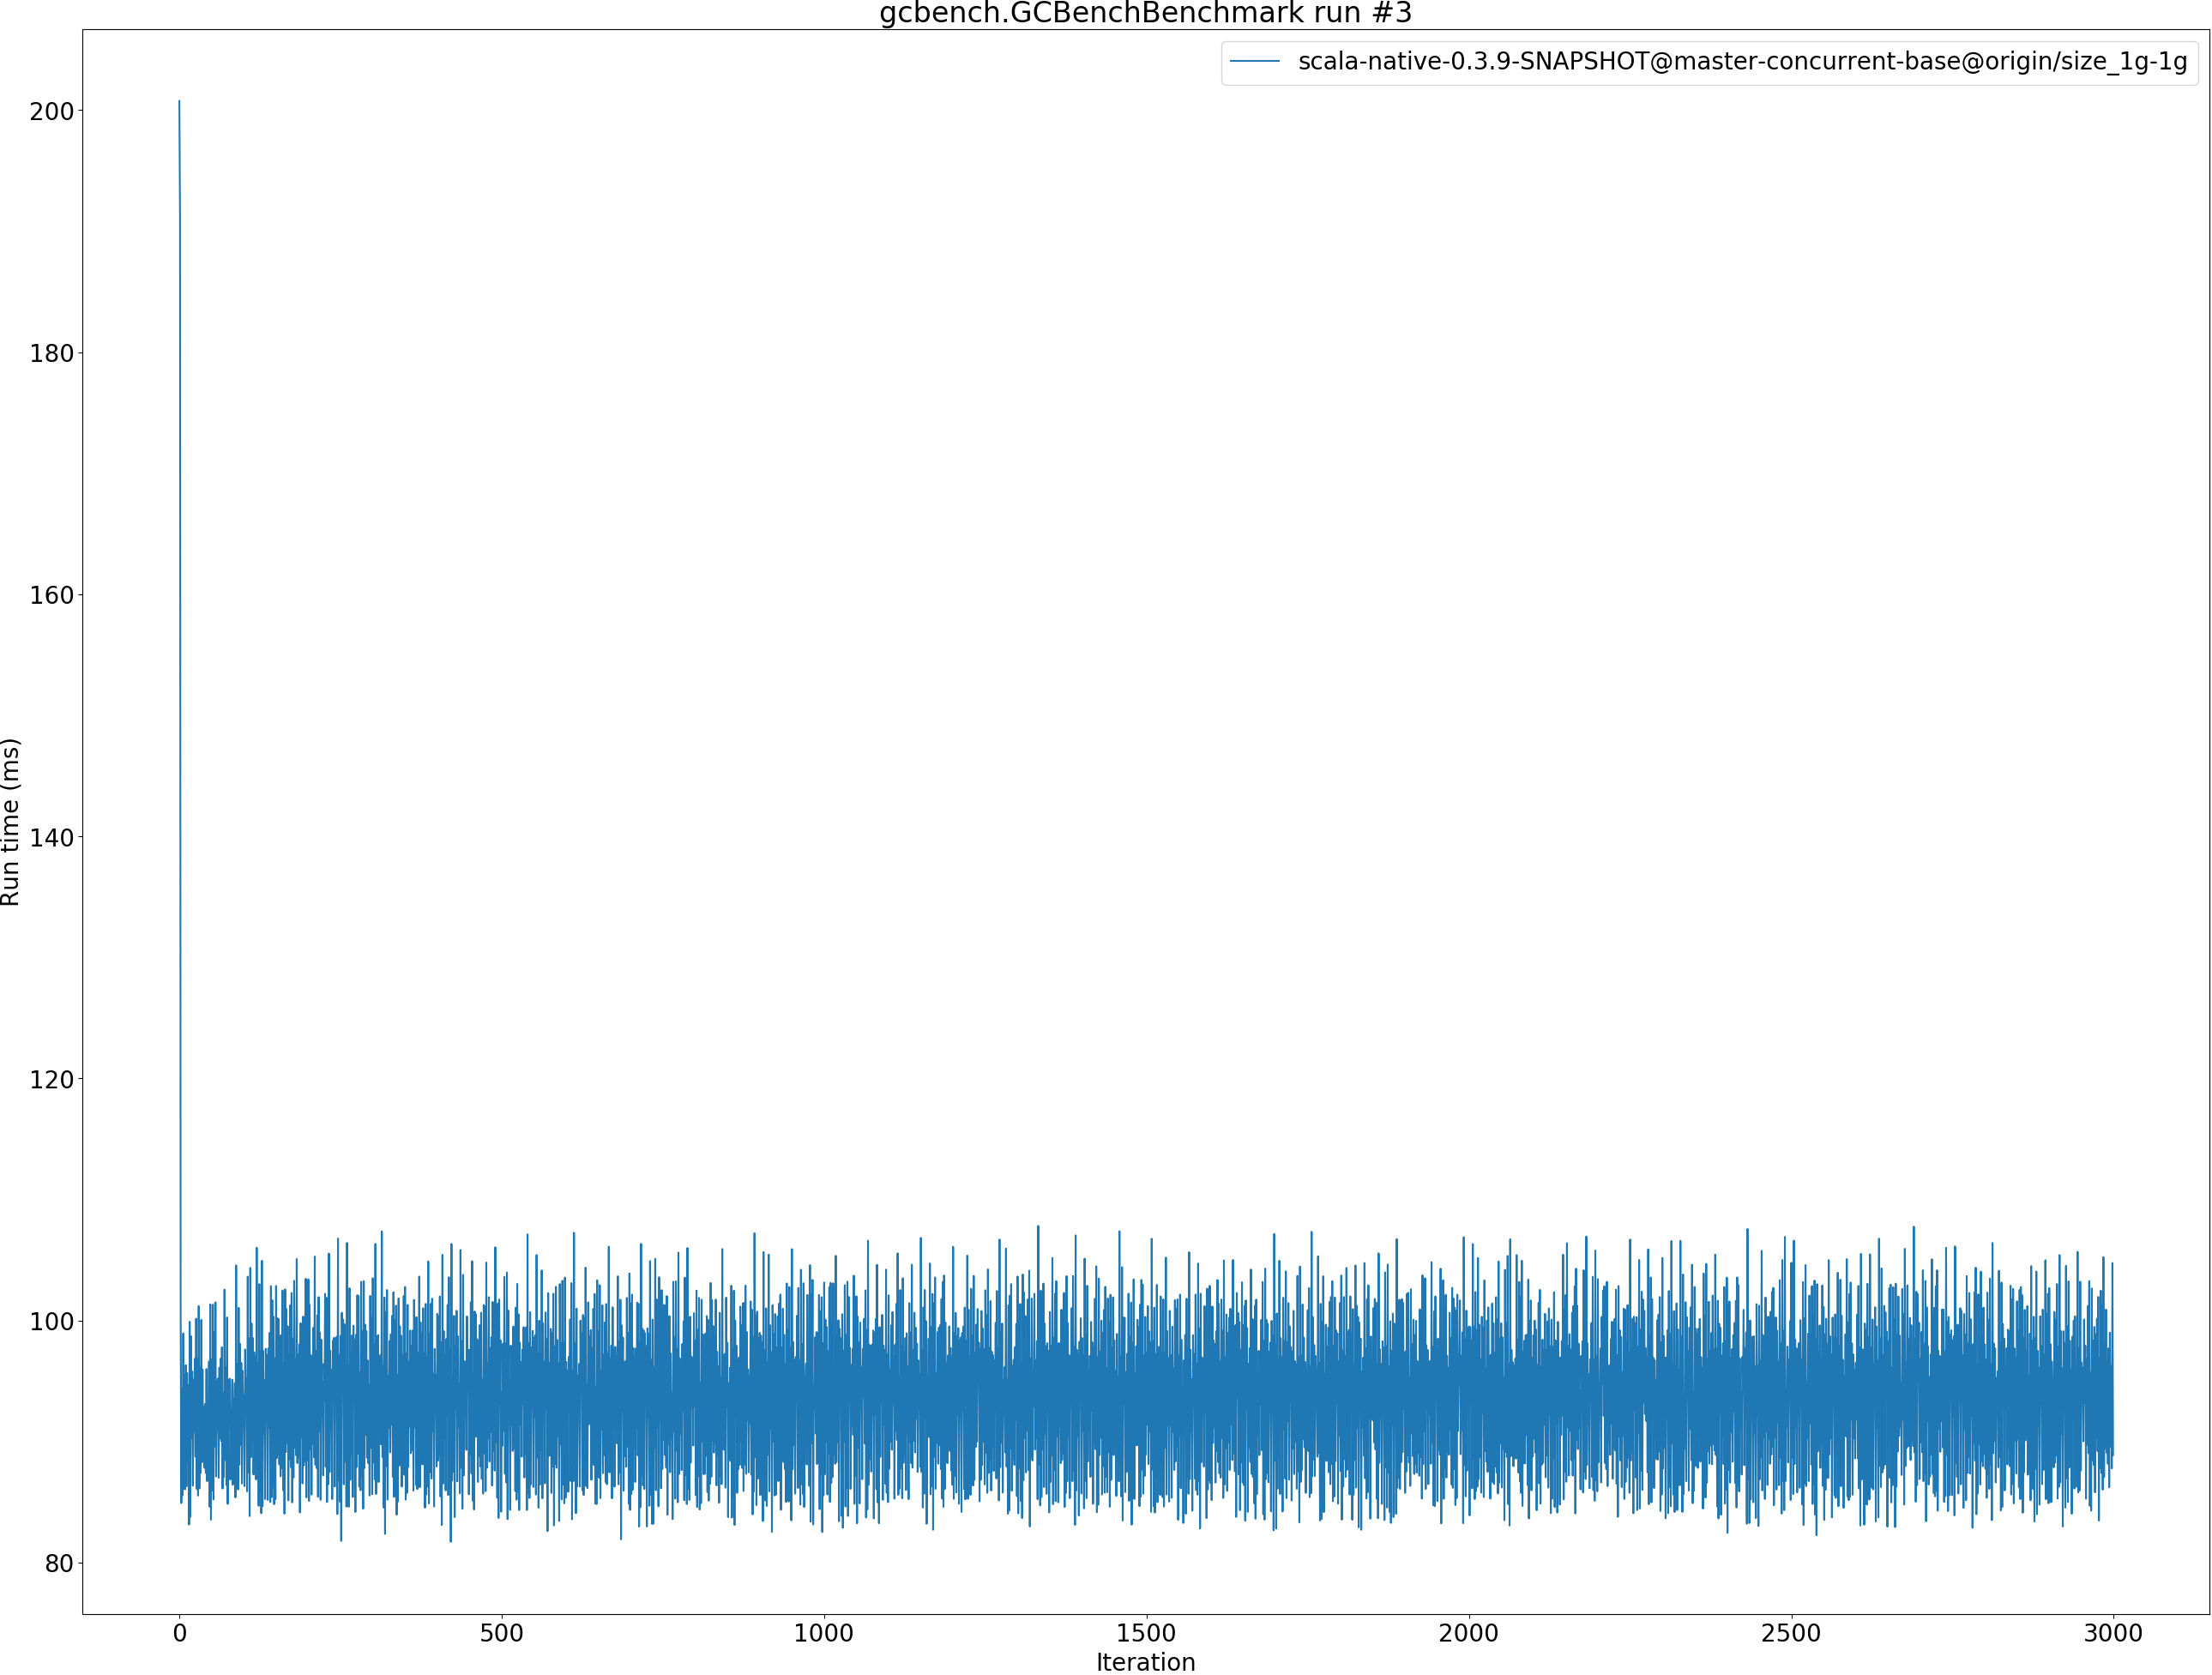 gcbench.GCBenchBenchmark run #3
scala-native-0.3.9-SNAPSHOT@master-concurrent-base@origin/size_1g-1g
200
180
160
140
120
100
80
Run time (ms)
0 500 1000 1500 2000 2500 3000
Iteration